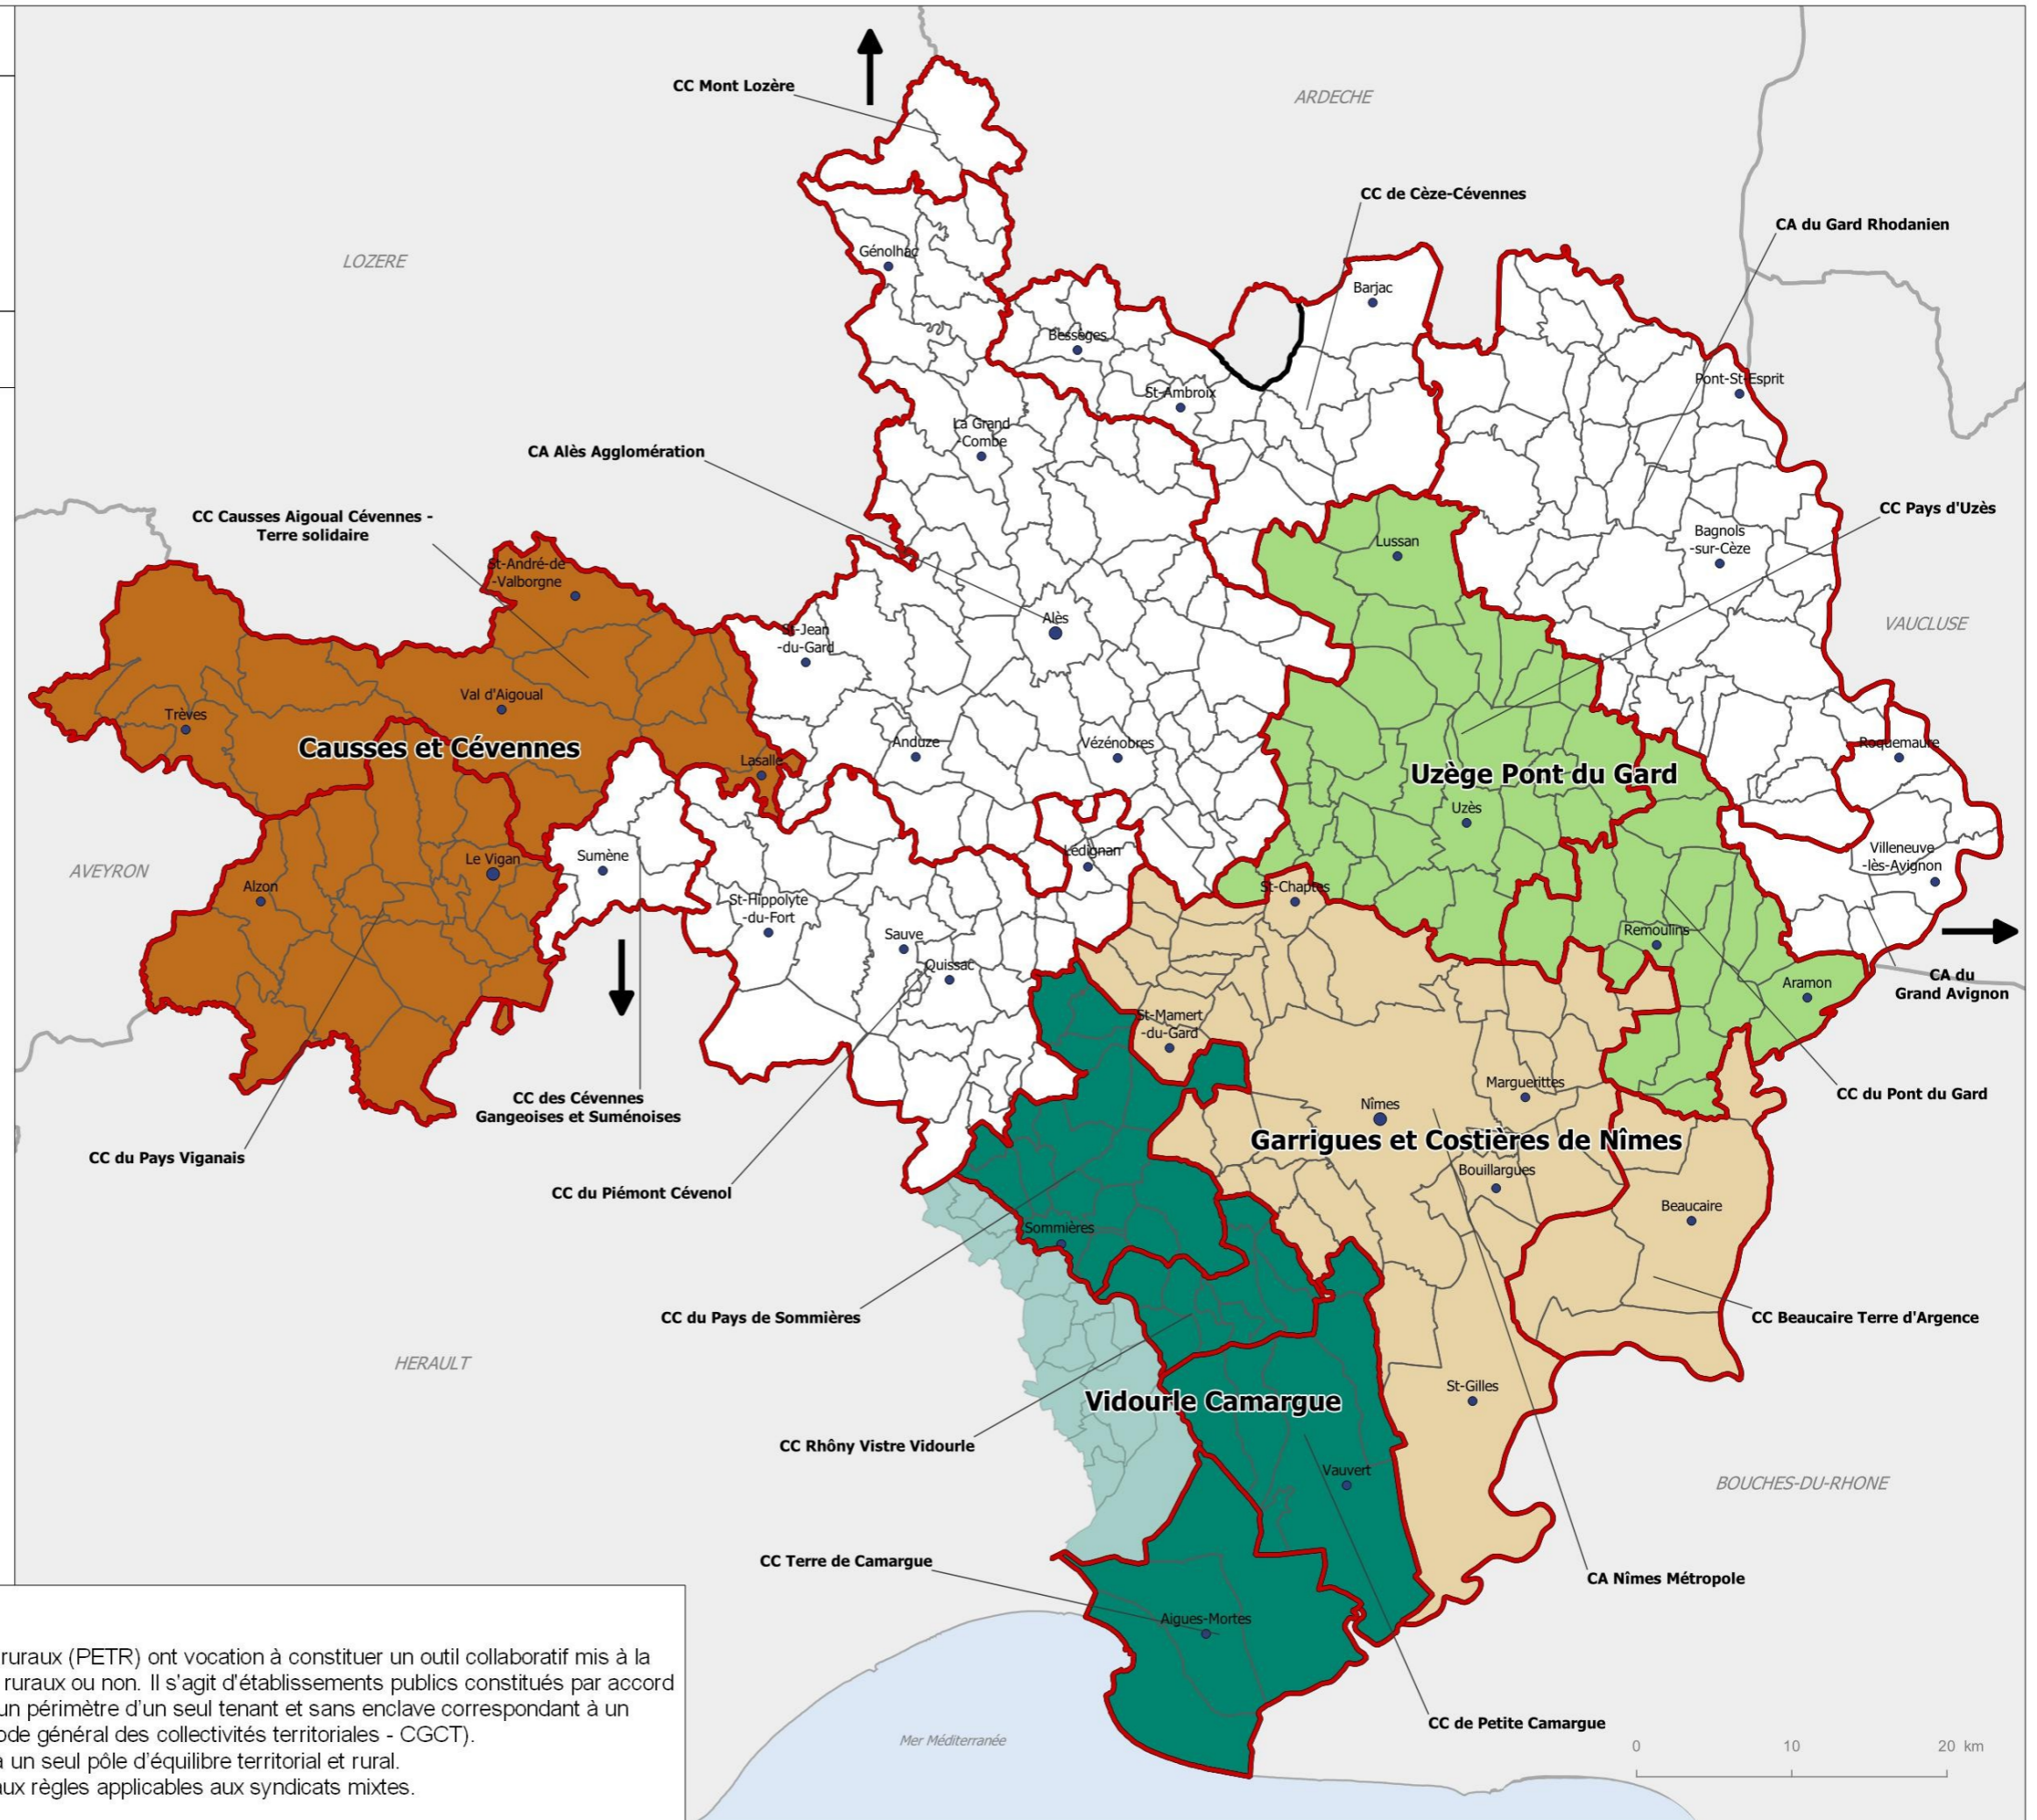 CC Mont Lozère
ARDECHE
CC de Cèze-Cévennes
CA du Gard Rhodanien
LOZERE
Génolhac
Barjac
Bessèges
Pont-St-Esprit
St-Ambroix
La Grand
-Combe
CA Alès Agglomération
CC Pays d'Uzès
CC Causses Aigoual Cévennes -
Terre solidaire
Bagnols
-sur-Cèze
Lussan
St-André-de
-Valborgne
Alès
VAUCLUSE
St-Jean
-du-Gard
Val d'Aigoual
Trèves
Causses et Cévennes
Anduze
Vézénobres
Roquemaure
Lasalle
Uzège Pont du Gard
Uzès
Villeneuve
-lès-Avignon
Lédignan
Sumène
Le Vigan
AVEYRON
Alzon
St-Chaptes
St-Hippolyte
-du-Fort
Sauve
Remoulins
Quissac
CA du
Grand Avignon
Aramon
St-Mamert
-du-Gard
Marguerittes
CC du Pont du Gard
CC des Cévennes
Gangeoises et Suménoises
Nîmes
Garrigues et Costières de Nîmes
CC du Pays Viganais
Bouillargues
CC du Piémont Cévenol
Beaucaire
Sommières
CC du Pays de Sommières
CC Beaucaire Terre d'Argence
HERAULT
St-Gilles
Vidourle Camargue
CC Rhôny Vistre Vidourle
Vauvert
BOUCHES-DU-RHONE
CC Terre de Camargue
CA Nîmes Métropole
Aigues-Mortes
CC de Petite Camargue
Mer Méditerranée
0 10 20 km
ruraux (PETR) ont vocation à constituer un outil collaboratif mis à la
ruraux ou non. Il s'agit d'établissements publics constitués par accord
un périmètre d'un seul tenant et sans enclave correspondant à un
ode général des collectivités territoriales - CGCT).
à un seul pôle d'équilibre territorial et rural.
aux règles applicables aux syndicats mixtes.